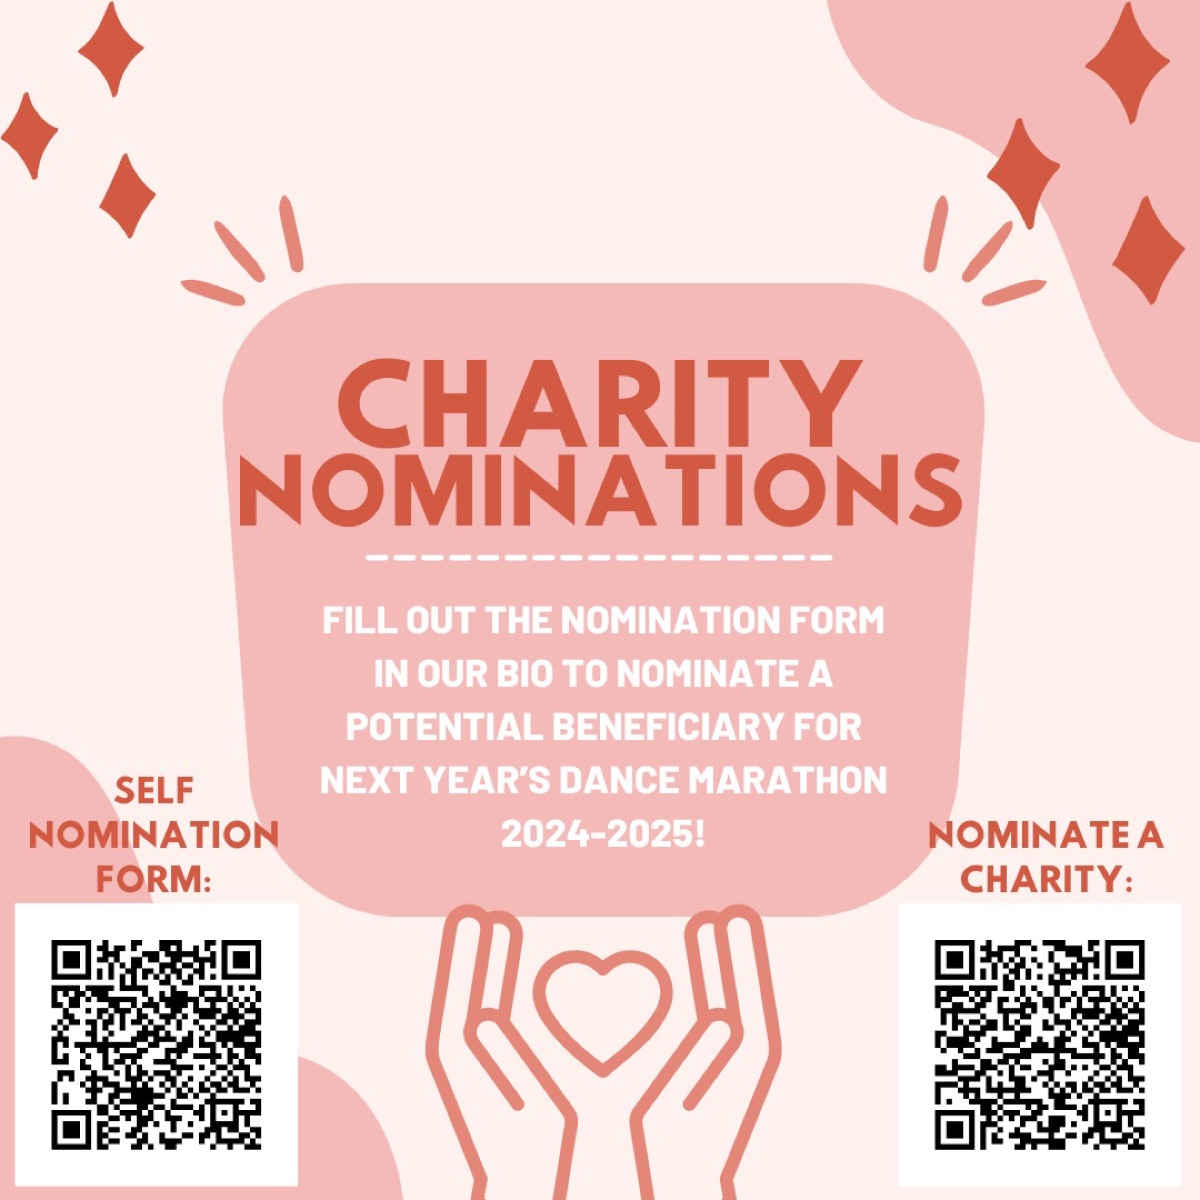 CHARITY
NOMINATIONS
FILL OUT THE NOMINATION FORM
IN OUR BIO TO NOMINATE A
POTENTIAL BENEFICIARY FOR
NEXT YEAR'S DANCE MARATHON
2024-2025!
SELF
NOMINATION
FORM:
NOMINATE A
CHARITY: